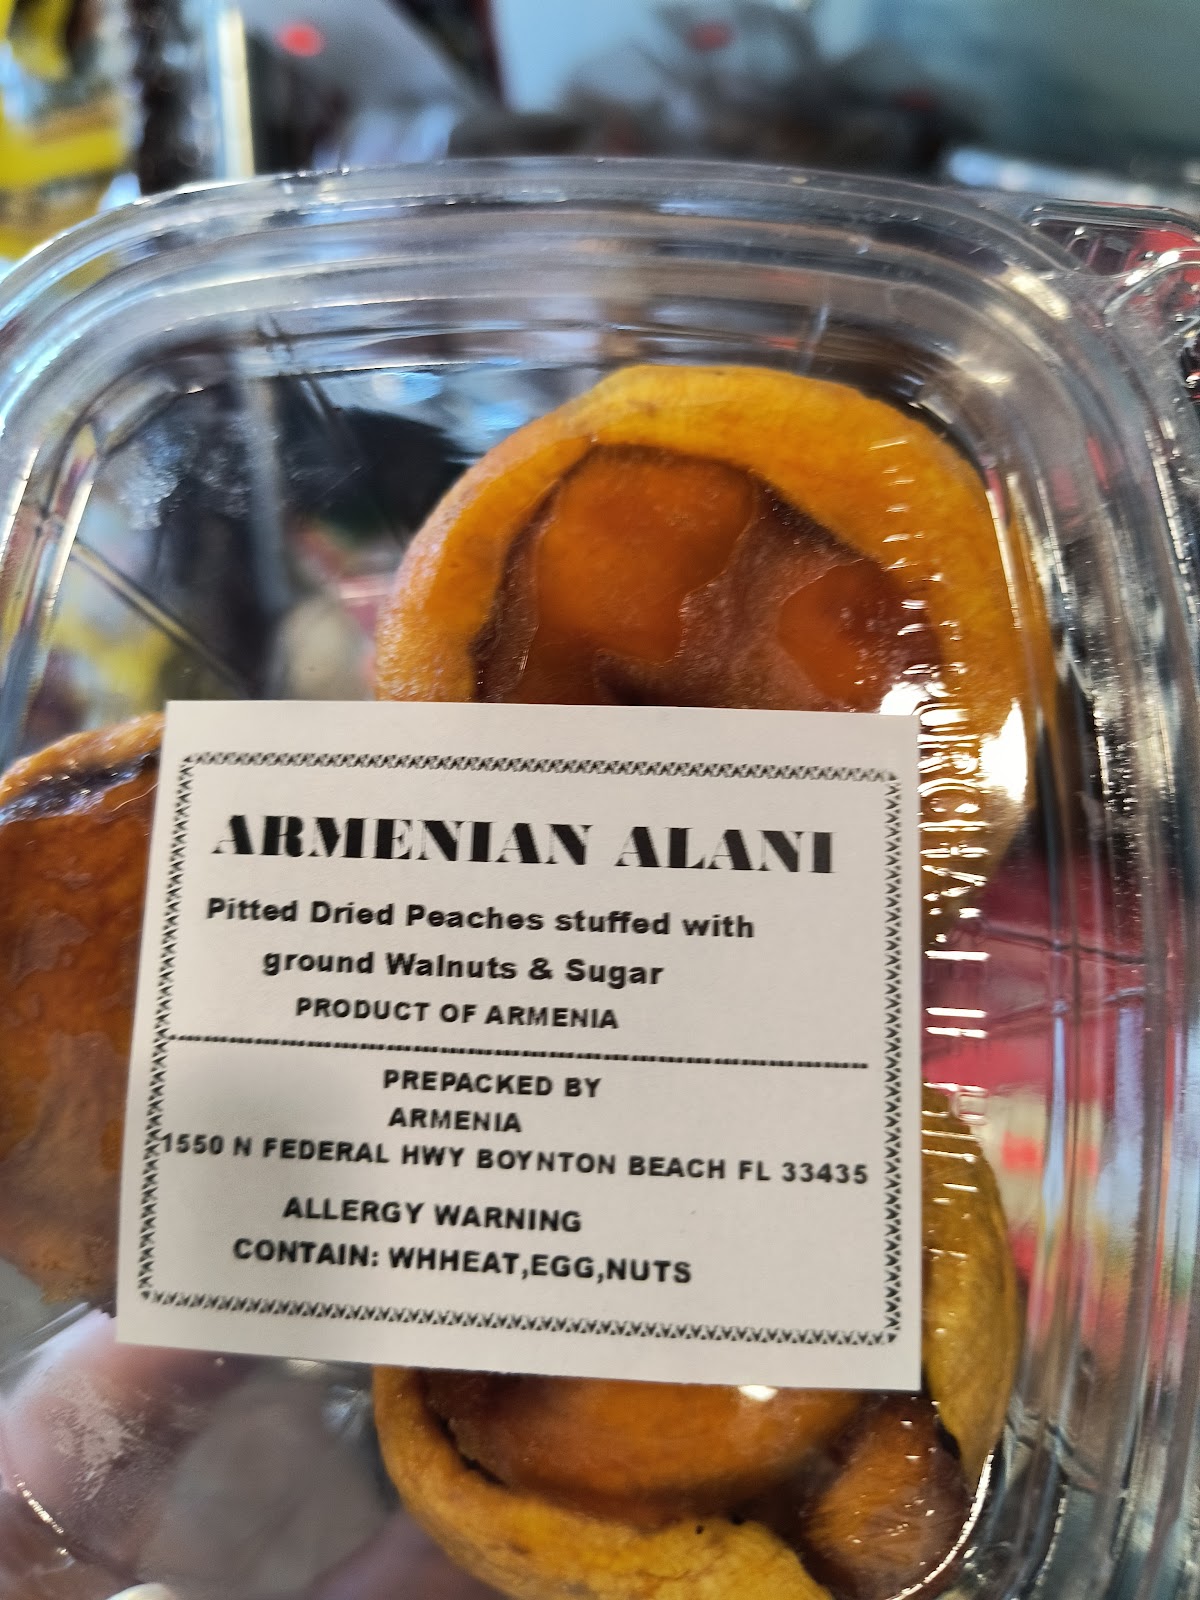 ARMENIAN ALANI
Pitted Dried Peaches stuffed with
ground Walnuts & Sugar
PRODUCT OF ARMENIA
PREPACKED BY
ARMENIA
1550 N FEDERAL HWY BOYNTON BEACH FL 33435
ALLERGY WARNING
CONTAIN: WHHEAT,EGG,NUTS